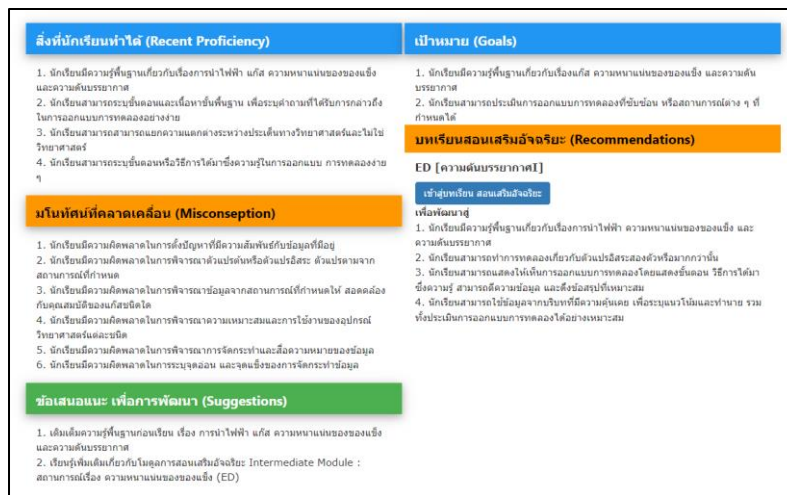 สิ่งที่นักเรียนทำได้ (Recent Proficiency)
1. นักเรียนมีความรู้พื้นฐานเกี่ยวกับเรื่องการนำไฟฟ้า แก๊ส ความหนาแน่นของของแข็ง
และความดันบรรยากาศ
2. นักเรียนสามารถระบุขั้นตอนและเนื้อหาขั้นพื้นฐาน เพื่อระบุคำถามที่ได้รับการกล่าวถึง
ในการออกแบบการทดลองอย่างง่าย
3. นักเรียนสามารถสามารถแยกความแตกต่างระหว่างประเด็นทางวิทยาศาสตร์และไม่ใช่
วิทยาศาสตร์
4. นักเรียนสามารถระบุขั้นตอนหรือวิธีการได้มาซึ่งความรู้ในการออกแบบ การทดลองง่าย
ๆ
มโนทัศน์ที่คลาดเคลื่อน (Misconseption)
1. นักเรียนมีความผิดพลาดในการตั้งปัญหาที่มีความสัมพันธ์กับข้อมูลที่มีอยู่
2. นักเรียนมีความผิดพลาดในการพิจารณาตัวแปรต้นหรือตัวแปรอิสระ ตัวแปรตามจาก
สถานการณ์ที่กำหนด
3. นักเรียนมีความผิดพลาดในการพิจารณาข้อมูลจากสถานการณ์ที่กำหนดให้ สอดคล้อง
กับคุณสมบัติของแก๊สชนิดใด
4. นักเรียนมีความผิดพลาดในการพิจารณาความเหมาะสมและการใช้งานของอุปกรณ์
วิทยาศาสตร์แต่ละชนิด
5. นักเรียนมีความผิดพลาดในการพิจารณาการจัดกระทำและสื่อความหมายของข้อมูล
6. นักเรียนมีความผิดพลาดในการระบุจุดอ่อน และจุดแข็งของการจัดกระทำข้อมูล
ข้อเสนอแนะ เพื่อการพัฒนา (Suggestions)
1. เติมเต็มความรู้พื้นฐานก่อนเรียน เรื่อง การนำไฟฟ้า แก๊ส ความหนาแน่นของของแข็ง
และความดันบรรยากาศ
2. เรียนรู้เพิ่มเติมเกี่ยวกับโมดูลการสอนเสริมอัจฉริยะ Intermediate Module :
สถานการณ์เรื่อง ความหนาแน่นของของแข็ง (ED)
เป้าหมาย (Goals)
1. นักเรียนมีความรู้พื้นฐานเกี่ยวกับเรื่องแก๊ส ความหนาแน่นของของแข็ง และความดัน
บรรยากาศ
2. นักเรียนสามารถประเมินการออกแบบการทดลองที่ซับซ้อน หรือสถานการณ์ต่าง ๆ ที่
กำหนดได้
บทเรียนสอนเสริมอัจฉริยะ (Recommendations)
ED [ความดันบรรยากาศI]
เข้าสู่บทเรียน สอนเสริมอัจฉริยะ
เพื่อพัฒนาสู่
1. นักเรียนมีความรู้พื้นฐานเกี่ยวกับเรื่องการนำไฟฟ้า ความหนาแน่นของของแข็ง และ
ความดันบรรยากาศ
2. นักเรียนสามารถทำการทดลองเกี่ยวกับตัวแปรอิสระสองตัวหรือมากกว่านั้น
3. นักเรียนสามารถแสดงให้เห็นการออกแบบการทดลองโดยแสดงขั้นตอน วิธีการได้มา
ซึ่งความรู้ สามารถตีความข้อมูล และดึงข้อสรุปที่เหมาะสม
4. นักเรียนสามารถใช้ข้อมูลจากบริบทที่มีความคุ้นเคย เพื่อระบุแนวโน้มและทำนาย รวม
ทั้งประเมินการออกแบบการทดลองได้อย่างเหมาะสม